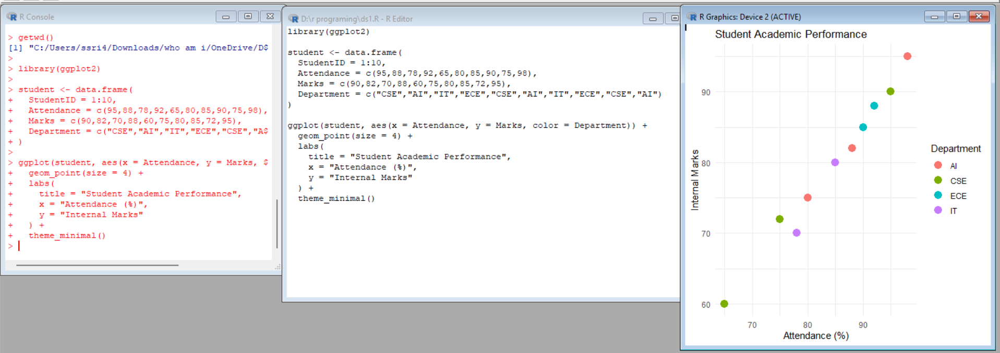 R Console
> getwd()
[1] "C:/Users/ssri4/Downloads/who am i/OneDrive/D$
>
> library(ggplot2)
>
> student <- data.frame(
+   StudentID = 1:10,
+   Attendance = c(95,88,78,92,65,80,85,90,75,98),
+   Marks = c(90,82,70,88,60,75,80,85,72,95),
+   Department = c("CSE","AI","IT","ECE","CSE","A$
+ )
>
> ggplot(student, aes(x = Attendance, y = Marks, $
+   geom_point(size = 4) +
+   labs(
+     title = "Student Academic Performance",
+     x = "Attendance (%)",
+     y = "Internal Marks"
+   ) +
+   theme_minimal()
>
D:\r programing\ds1.R - R Editor
library(ggplot2)
student <- data.frame(
  StudentID = 1:10,
  Attendance = c(95,88,78,92,65,80,85,90,75,98),
  Marks = c(90,82,70,88,60,75,80,85,72,95),
  Department = c("CSE","AI","IT","ECE","CSE","AI","IT","ECE","CSE","AI")
)
ggplot(student, aes(x = Attendance, y = Marks, color = Department)) +
  geom_point(size = 4) +
  labs(
    title = "Student Academic Performance",
    x = "Attendance (%)",
    y = "Internal Marks"
  ) +
  theme_minimal()
R Graphics: Device 2 (ACTIVE)
Student Academic Performance
90
80
70
60
Internal Marks
70 80 90
Attendance (%)
Department
AI
CSE
ECE
IT